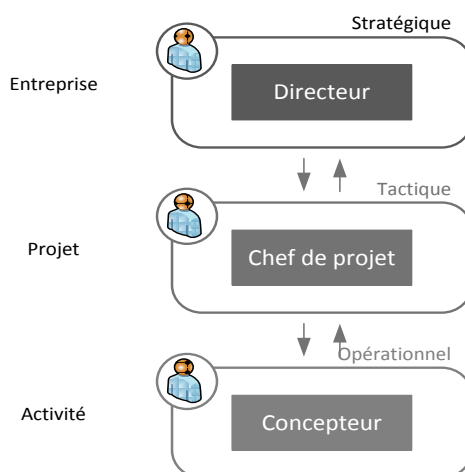 Stratégique
Entreprise
Directeur
Tactique
Projet
Chef de projet
Opérationnel
Activité
Concepteur